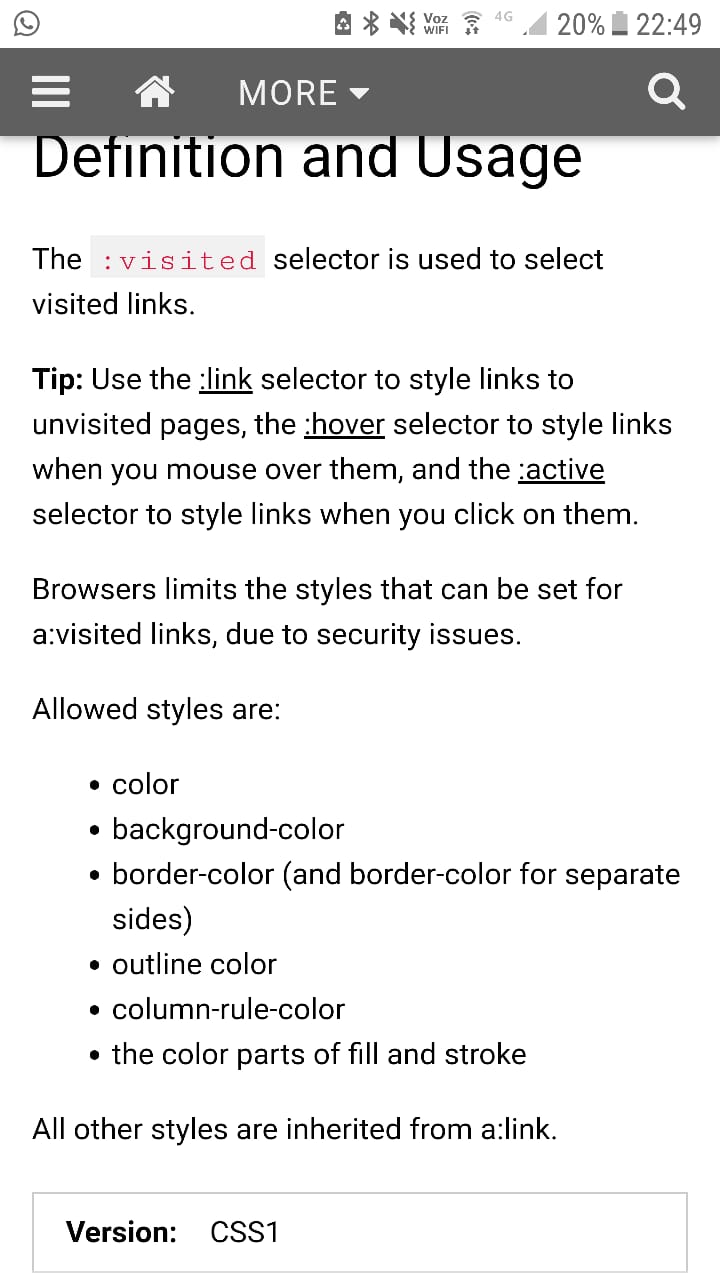 Voz WIFI 4G 20% 22:49
MORE
Definition and Usage
The :visited selector is used to select
visited links.
Tip: Use the :link selector to style links to
unvisited pages, the :hover selector to style links
when you mouse over them, and the :active
selector to style links when you click on them.
Browsers limits the styles that can be set for
a:visited links, due to security issues.
Allowed styles are:
• color
• background-color
• border-color (and border-color for separate
sides)
• outline color
• column-rule-color
• the color parts of fill and stroke
All other styles are inherited from a:link.
Version: CSS1